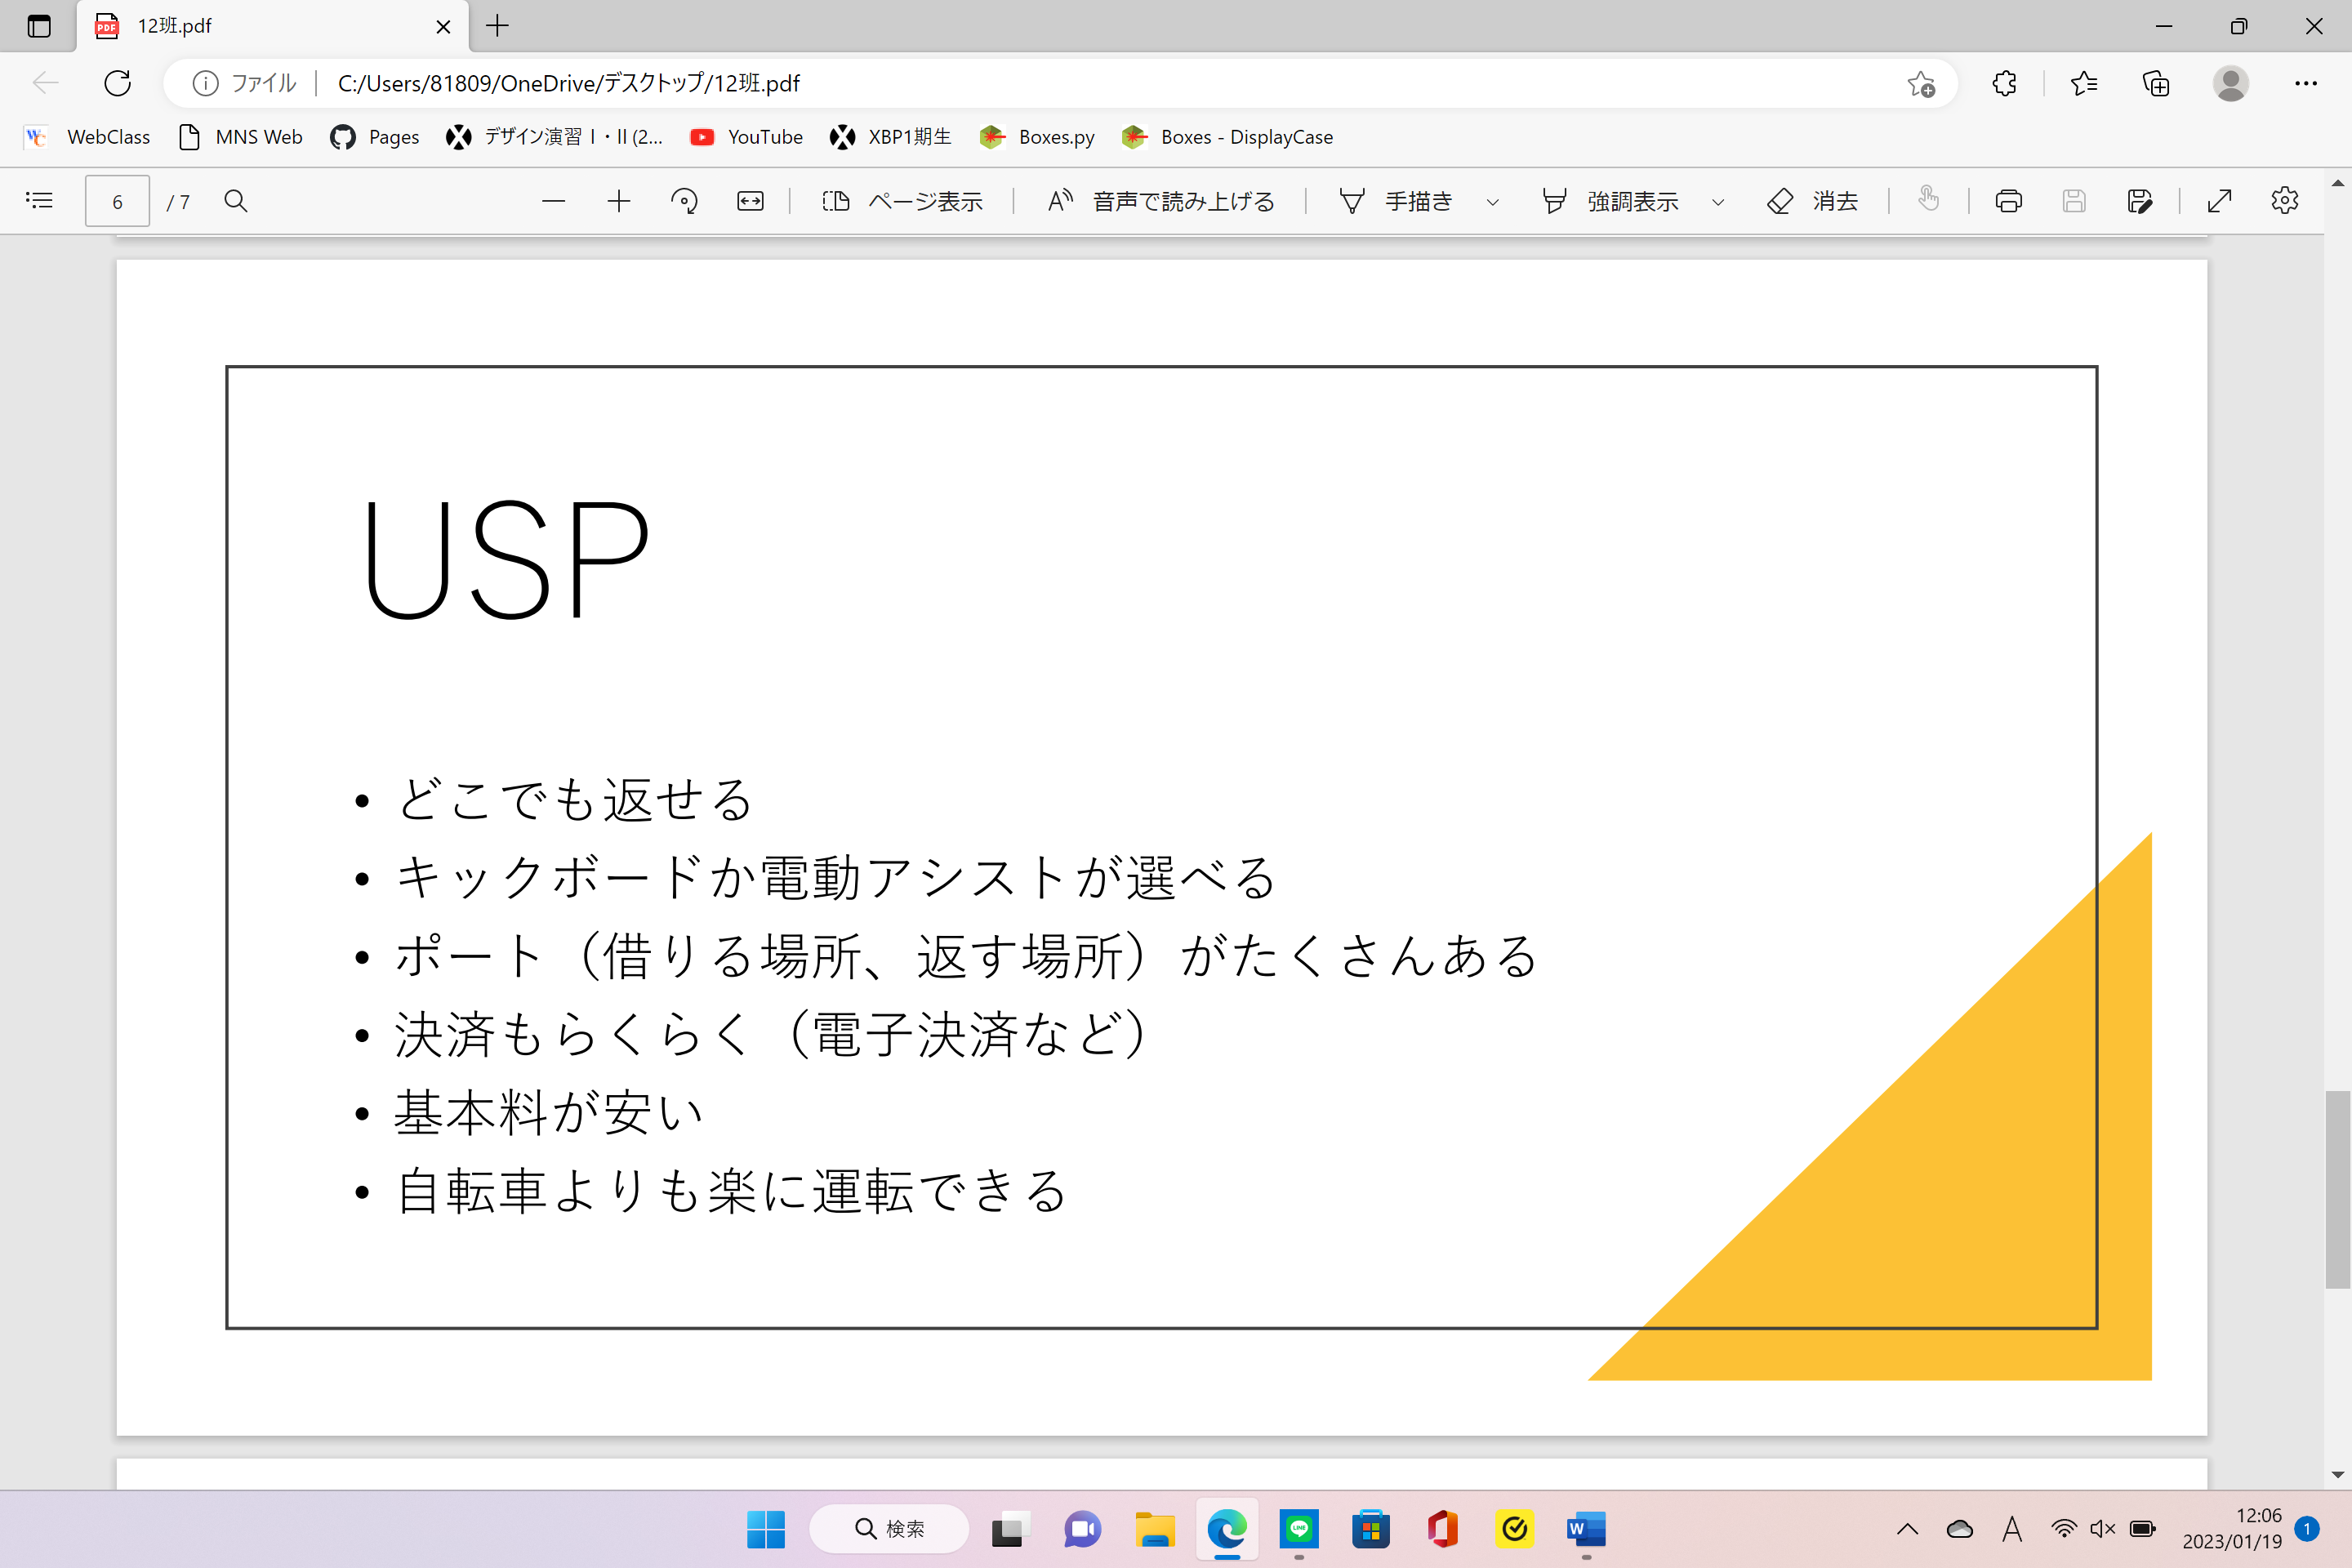 12班.pdf
ファイル
C:/Users/81809/OneDrive/デスクトップ/12班.pdf
WebClass
MNS Web
Pages
デザイン演習Ⅰ・Ⅱ (2...
YouTube
XBP1期生
Boxes.py
Boxes - DisplayCase
6 / 7
ページ表示
音声で読み上げる
手描き
強調表示
消去
USP
• どこでも返せる
• キックボードか電動アシストが選べる
• ポート（借りる場所、返す場所）がたくさんある
• 決済もらくらく（電子決済など）
• 基本料が安い
• 自転車よりも楽に運転できる
検索
A
12:06
2023/01/19
1